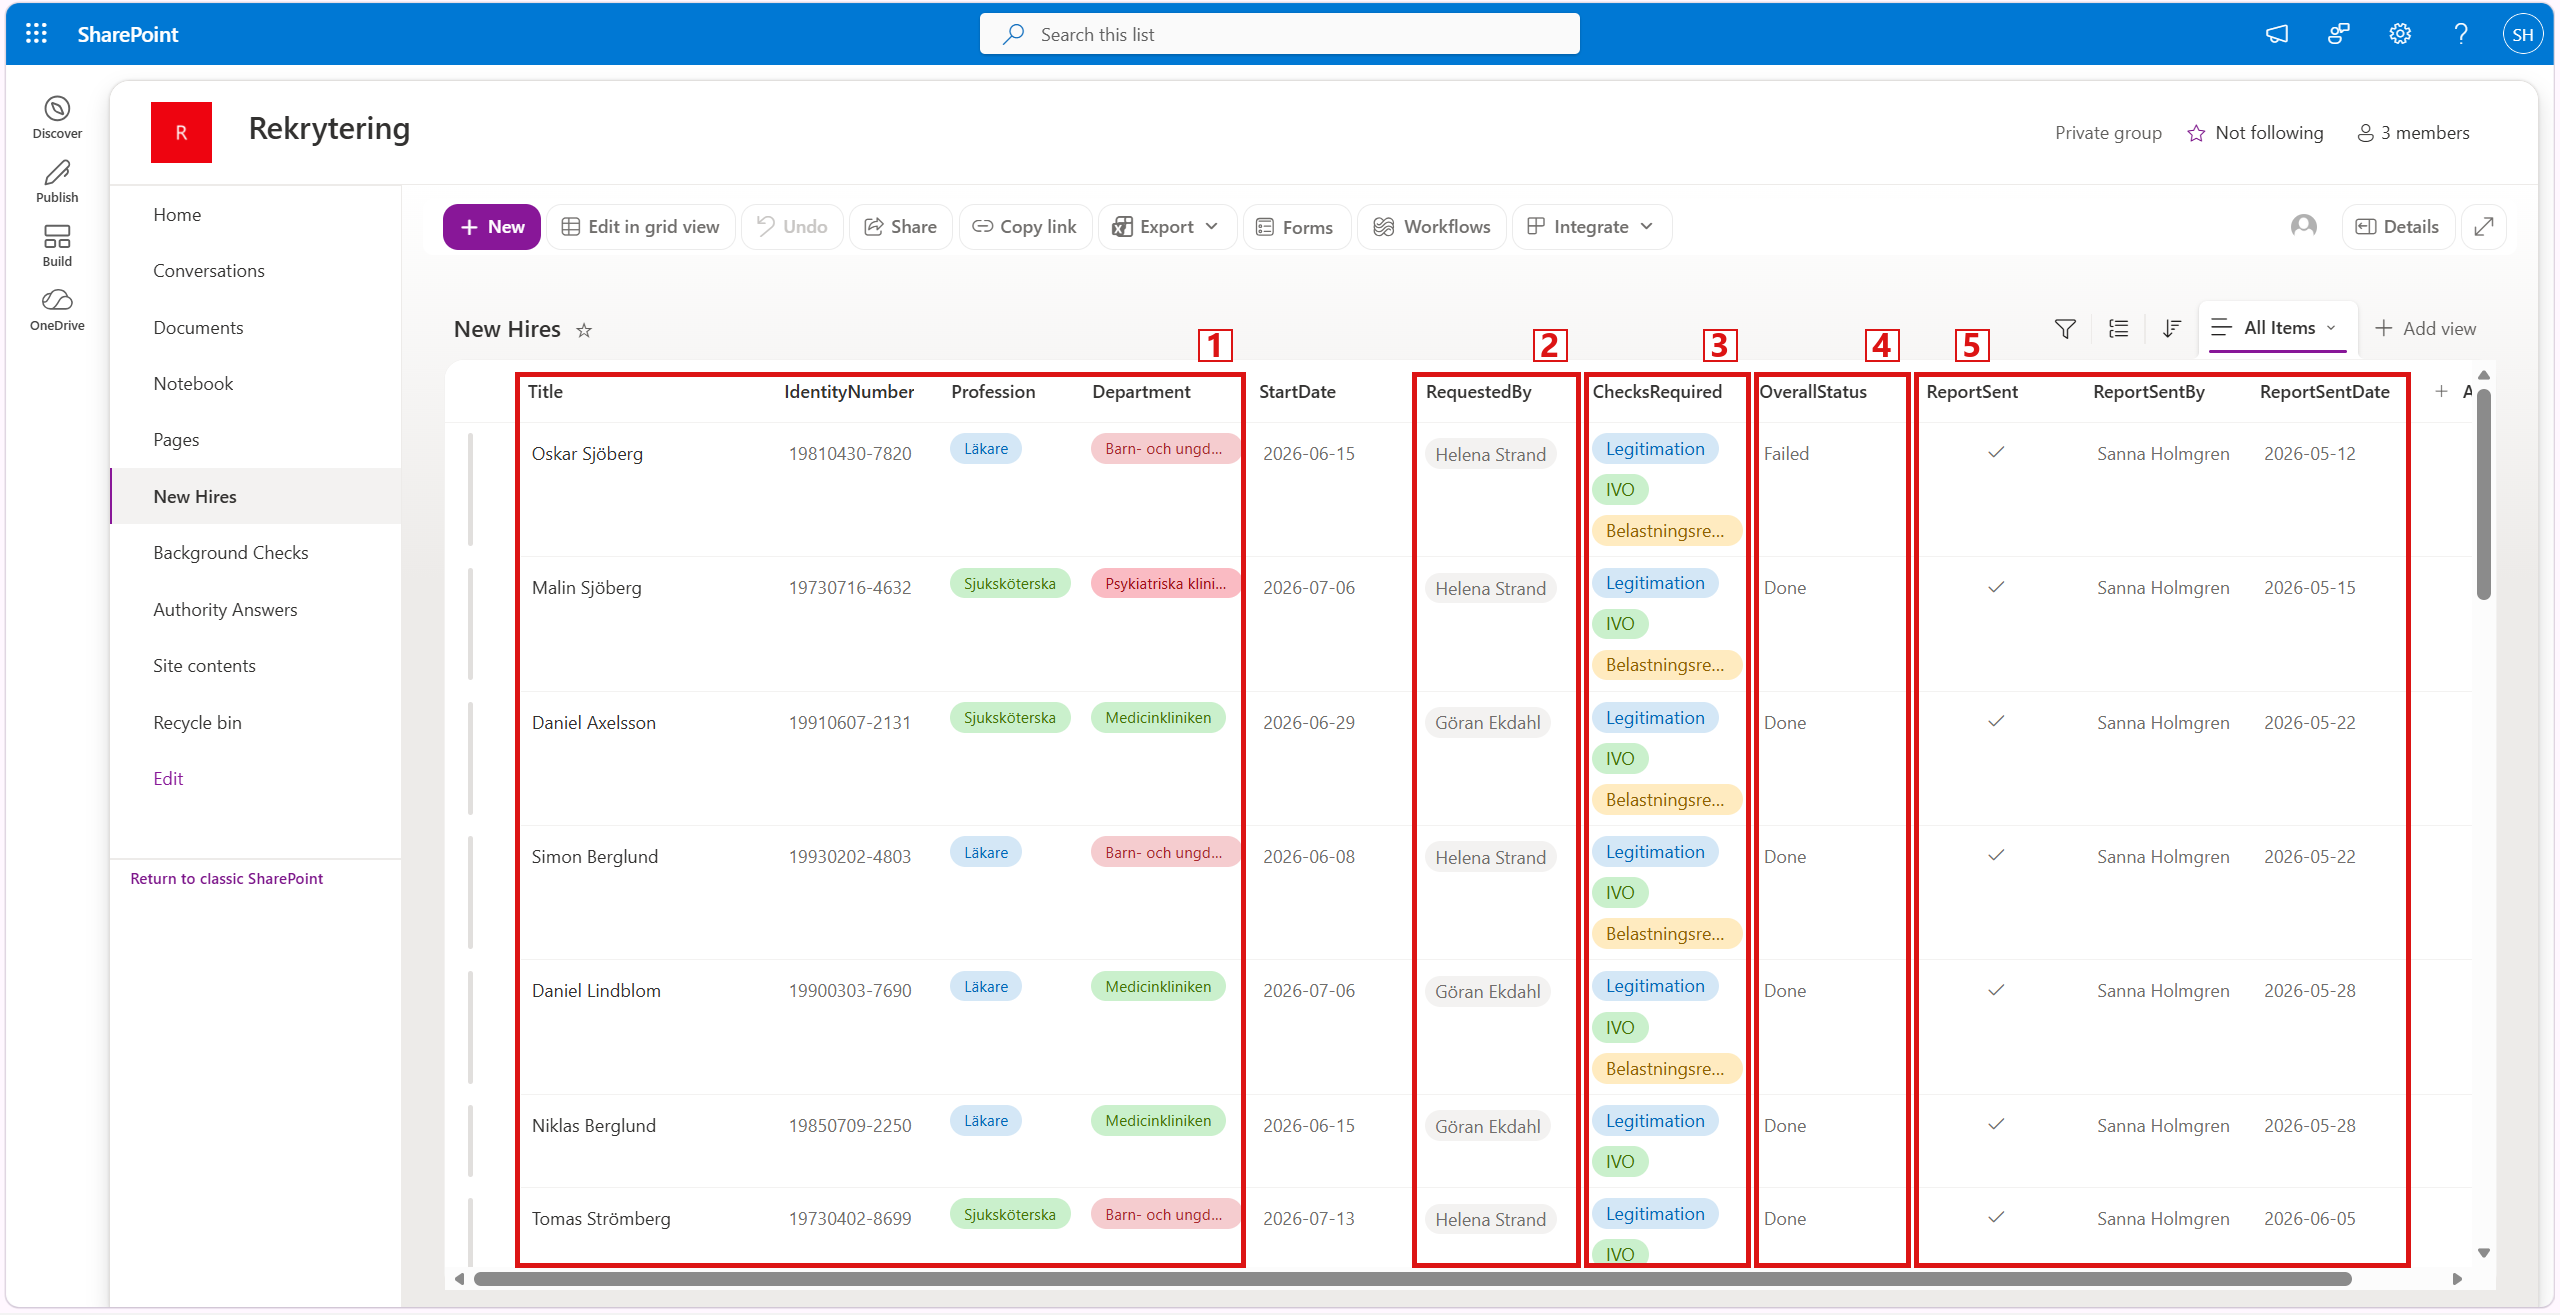 SharePoint
Search this list
SH
Discover
Publish
Build
OneDrive
R
Rekrytering
Private group
Not following
3 members
Home
Conversations
Documents
Notebook
Pages
New Hires
Background Checks
Authority Answers
Site contents
Recycle bin
Edit
Return to classic SharePoint
New
Edit in grid view
Undo
Share
Copy link
Export
Forms
Workflows
Integrate
Details
New Hires
All Items
Add view
1
2
3
4
5
Title IdentityNumber Profession Department StartDate RequestedBy ChecksRequired OverallStatus ReportSent ReportSentBy ReportSentDate + A
Oskar Sjöberg 19810430-7820 Läkare Barn- och ungd... 2026-06-15 Helena Strand Legitimation Failed Sanna Holmgren 2026-05-12
IVO
Belastningsre...
Malin Sjöberg 19730716-4632 Sjuksköterska Psykiatriska klini... 2026-07-06 Helena Strand Legitimation Done Sanna Holmgren 2026-05-15
IVO
Belastningsre...
Daniel Axelsson 19910607-2131 Sjuksköterska Medicinkliniken 2026-06-29 Göran Ekdahl Legitimation Done Sanna Holmgren 2026-05-22
IVO
Belastningsre...
Simon Berglund 19930202-4803 Läkare Barn- och ungd... 2026-06-08 Helena Strand Legitimation Done Sanna Holmgren 2026-05-22
IVO
Belastningsre...
Daniel Lindblom 19900303-7690 Läkare Medicinkliniken 2026-07-06 Göran Ekdahl Legitimation Done Sanna Holmgren 2026-05-28
IVO
Belastningsre...
Niklas Berglund 19850709-2250 Läkare Medicinkliniken 2026-06-15 Göran Ekdahl Legitimation Done Sanna Holmgren 2026-05-28
IVO
Tomas Strömberg 19730402-8699 Sjuksköterska Barn- och ungd... 2026-07-13 Helena Strand Legitimation Done Sanna Holmgren 2026-06-05
IVO